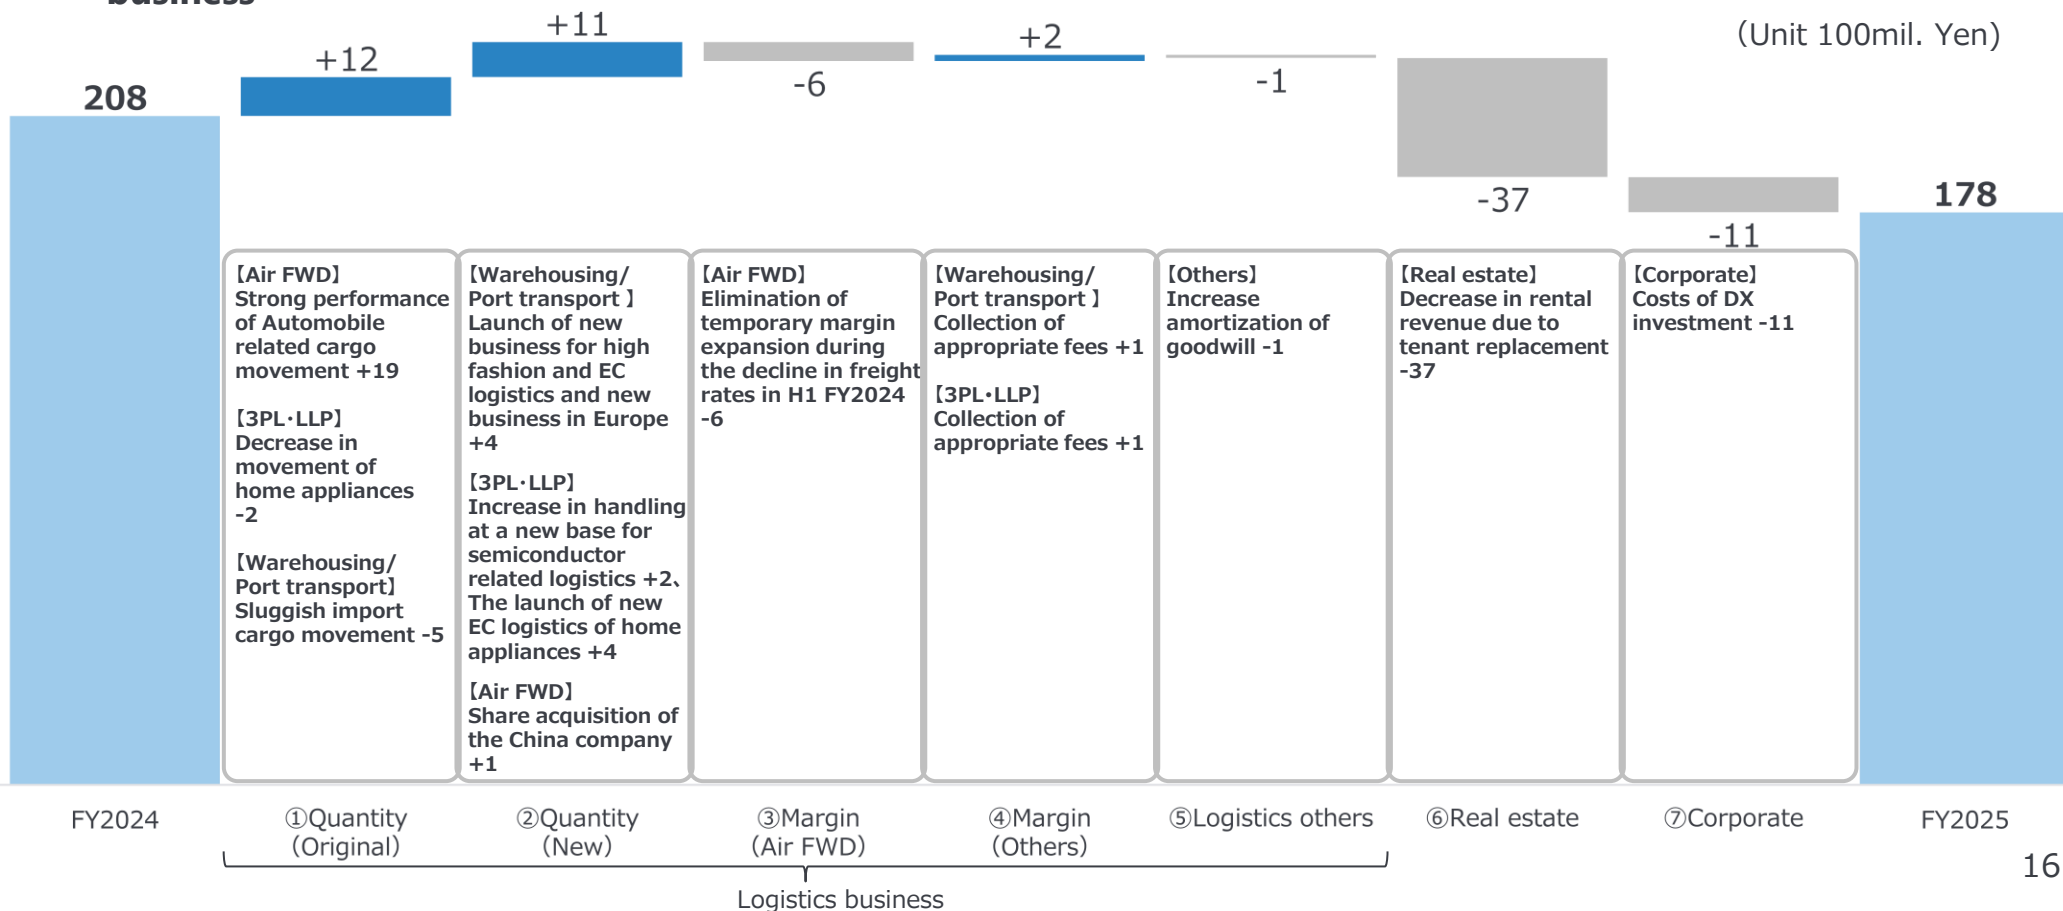 business
（Unit 100mil. Yen)
208
+12
+11
-6
+2
-1
-37
-11
178
【Air FWD】
Strong performance
of Automobile
related cargo
movement +19
【3PL･LLP】
Decrease in
movement of
home appliances
-2
【Warehousing/
Port transport】
Sluggish import
cargo movement -5
【Warehousing/
Port transport 】
Launch of new
business for high
fashion and EC
logistics and new
business in Europe
+4
【3PL･LLP】
Increase in handling
at a new base for
semiconductor
related logistics +2、
The launch of new
EC logistics of home
appliances +4
【Air FWD】
Share acquisition of
the China company
+1
【Air FWD】
Elimination of
temporary margin
expansion during
the decline in freight
rates in H1 FY2024
-6
【Warehousing/
Port transport 】
Collection of
appropriate fees +1
【3PL･LLP】
Collection of
appropriate fees +1
【Others】
Increase
amortization of
goodwill -1
【Real estate】
Decrease in rental
revenue due to
tenant replacement
-37
【Corporate】
Costs of DX
investment -11
FY2024
①Quantity
（Original）
②Quantity
（New）
③Margin
（Air FWD）
④Margin
（Others）
⑤Logistics others
⑥Real estate
⑦Corporate
FY2025
Logistics business
16